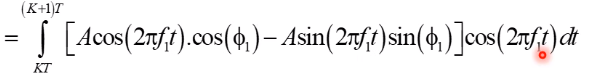 = ∫_{KT}^{(K+1)T} [Acos(2πf₁t).cos(ϕ₁) − Asin(2πf₁t)sin(ϕ₁)]cos(2πf₁t) dt